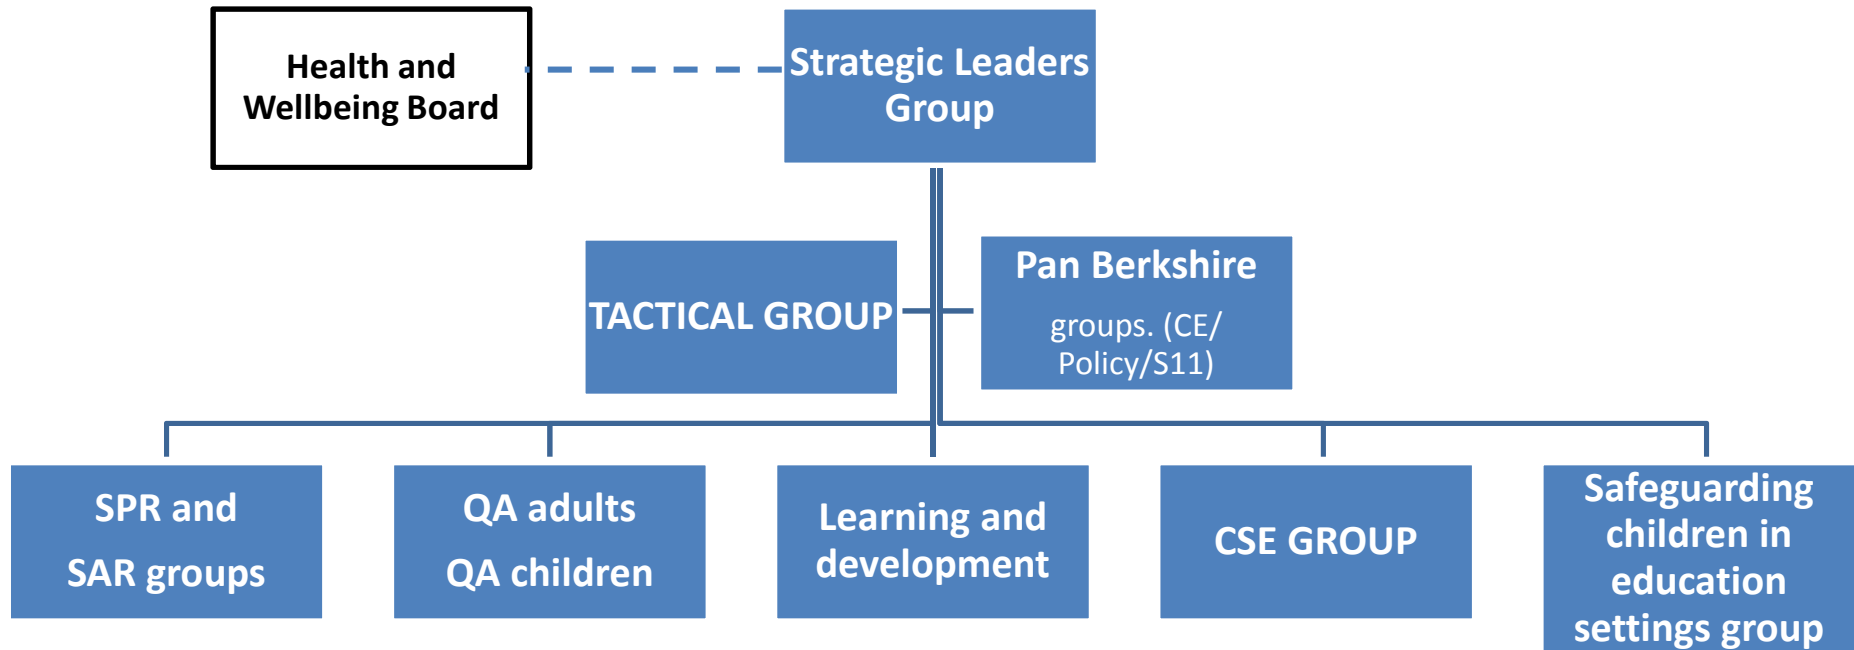 Health and
Wellbeing Board
Strategic Leaders
Group
TACTICAL GROUP
Pan Berkshire
groups. (CE/
Policy/S11)
SPR and
SAR groups
QA adults
QA children
Learning and
development
CSE GROUP
Safeguarding
children in
education
settings group